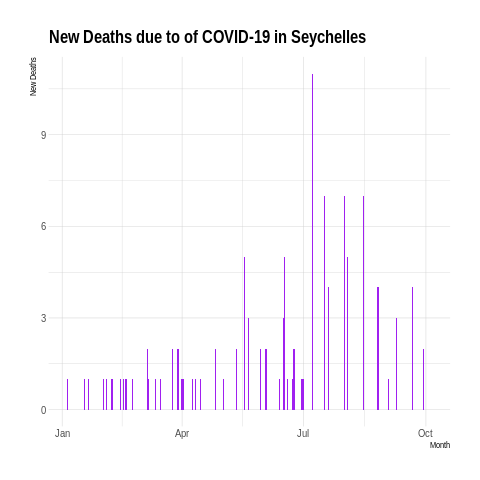 New Deaths due to of COVID-19 in Seychelles
New Deaths
9
6
3
0
Jan Apr Jul Oct
Month